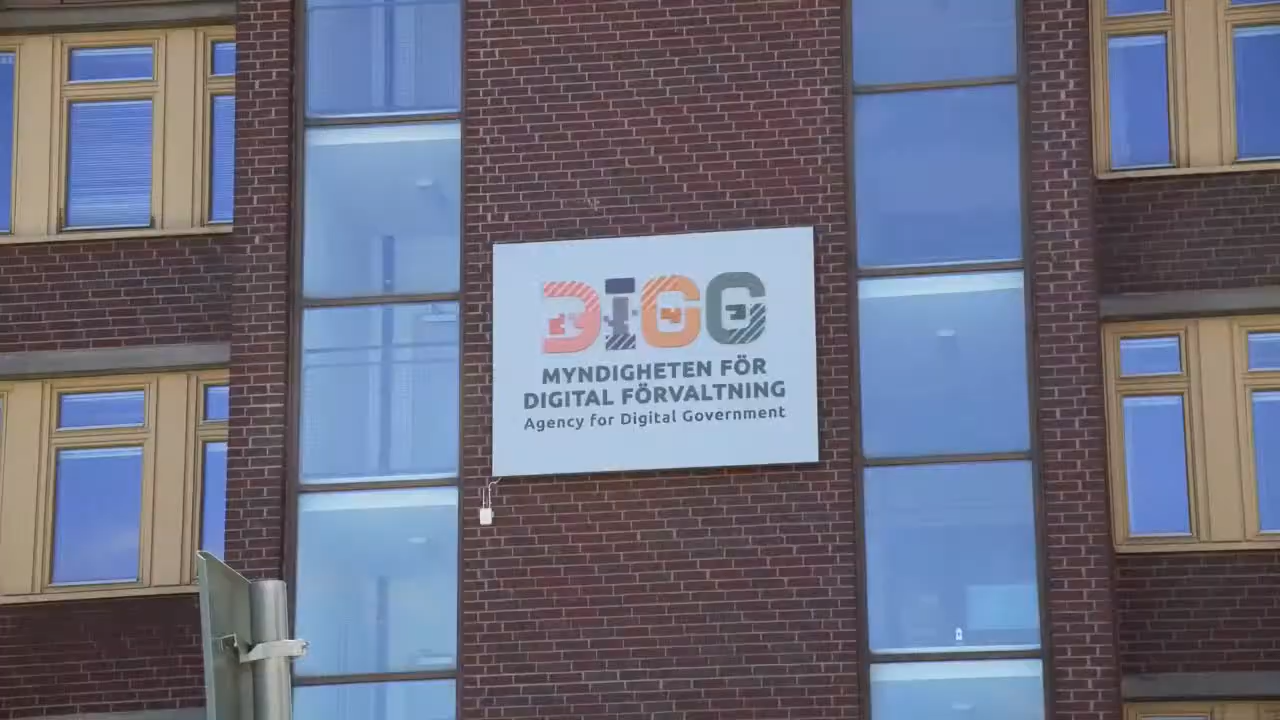 DIGG
MYNDIGHETEN FÖR
DIGITAL FÖRVALTNING
Agency for Digital Government